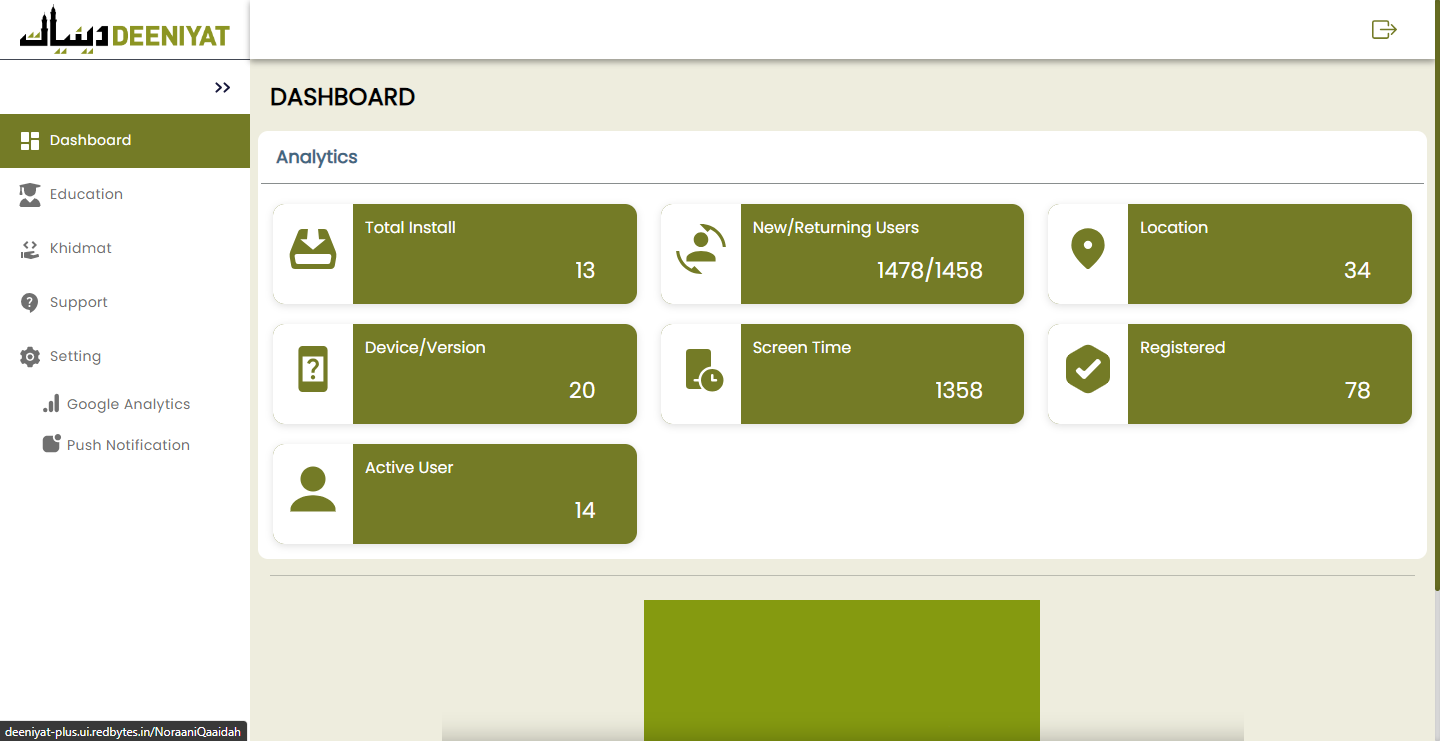 دينيات DEENIYAT
DASHBOARD
Dashboard
Education
Khidmat
Support
Setting
Google Analytics
Push Notification
Analytics
Total Install
13
New/Returning Users
1478/1458
Location
34
Device/Version
20
Screen Time
1358
Registered
78
Active User
14
deeniyat-plus.ui.redbytes.in/NoraaniQaaidah